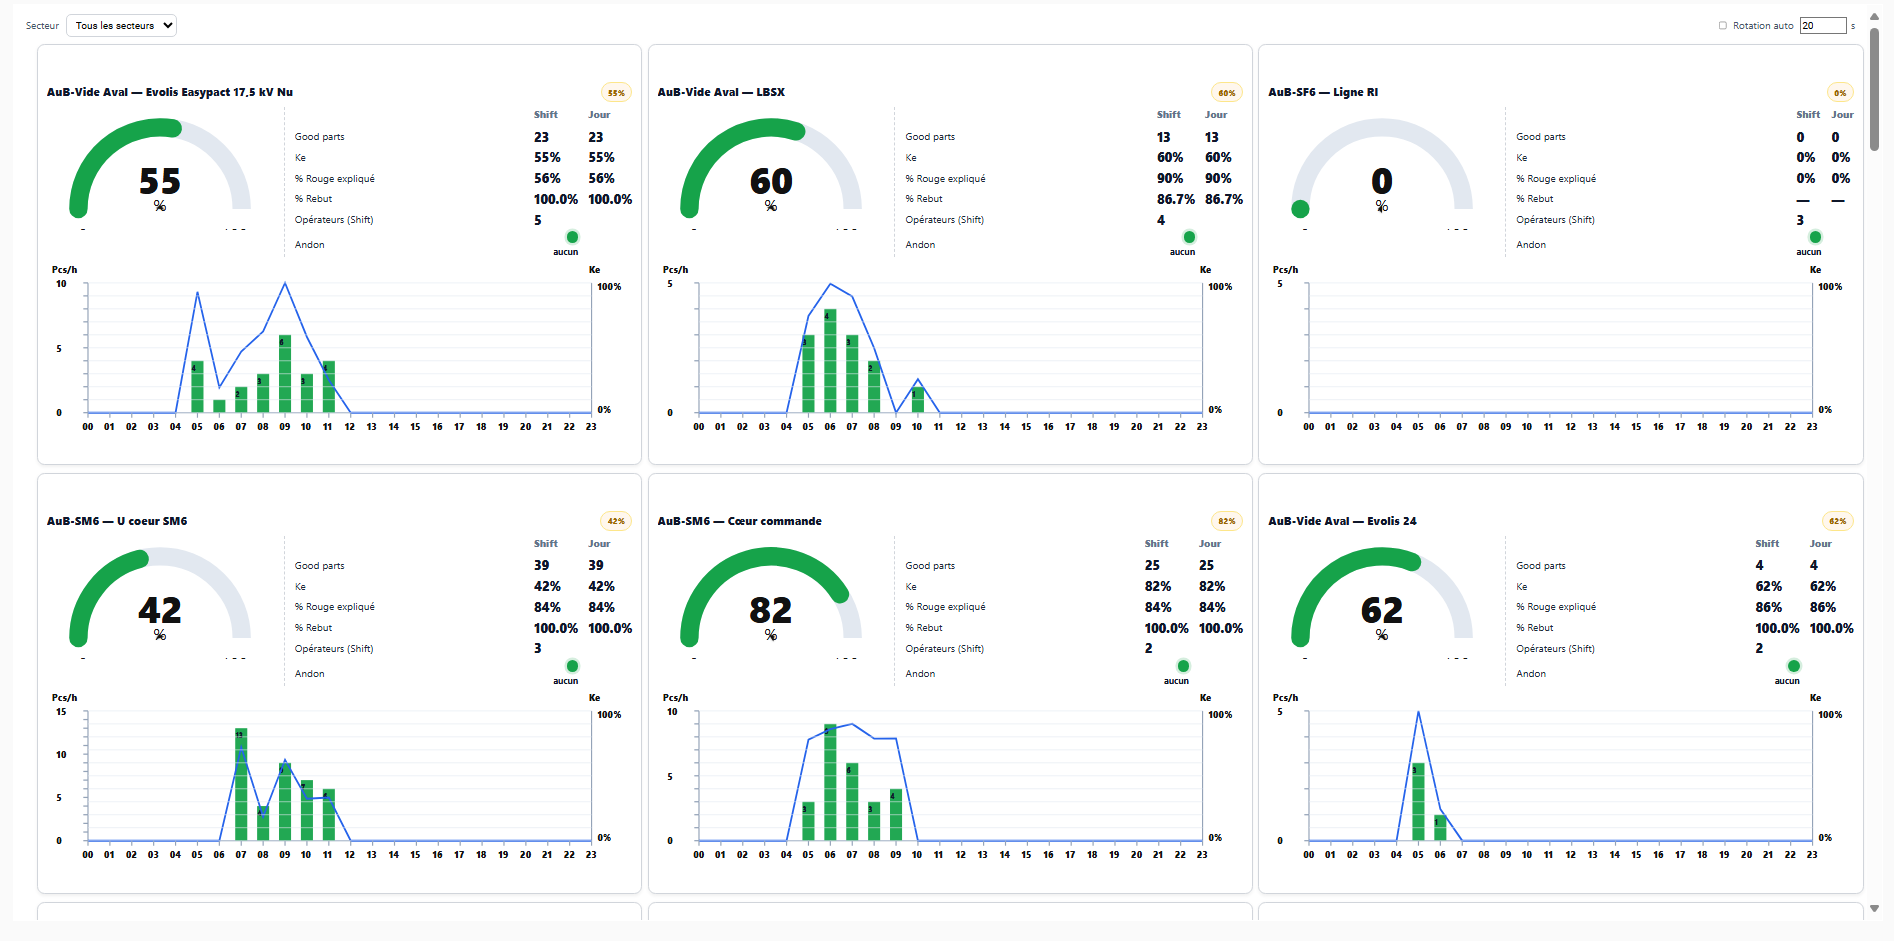 Secteur Tous les secteurs Rotation auto 20 s
AuB-Vide Aval — Evolis Easypact 17,5 kV Nu 55%
Shift Jour
Good parts 23 23
Ke 55% 55%
% Rouge expliqué 56% 56%
% Rebut 100.0% 100.0%
Opérateurs (Shift) 5
Andon aucun
55
%
Pcs/h Ke
10 100%
5
0 0%
4 2 3 6 3 4
00 01 02 03 04 05 06 07 08 09 10 11 12 13 14 15 16 17 18 19 20 21 22 23
AuB-Vide Aval — LBSX 60%
Shift Jour
Good parts 13 13
Ke 60% 60%
% Rouge expliqué 90% 90%
% Rebut 86.7% 86.7%
Opérateurs (Shift) 4
Andon aucun
60
%
Pcs/h Ke
5 100%
0 0%
3 4 3 2 1
00 01 02 03 04 05 06 07 08 09 10 11 12 13 14 15 16 17 18 19 20 21 22 23
AuB-SF6 — Ligne RI 0%
Shift Jour
Good parts 0 0
Ke 0% 0%
% Rouge expliqué 0% 0%
% Rebut — —
Opérateurs (Shift) 3
Andon aucun
0
%
Pcs/h Ke
5 100%
0 0%
00 01 02 03 04 05 06 07 08 09 10 11 12 13 14 15 16 17 18 19 20 21 22 23
AuB-SM6 — U coeur SM6 42%
Shift Jour
Good parts 39 39
Ke 42% 42%
% Rouge expliqué 84% 84%
% Rebut 100.0% 100.0%
Opérateurs (Shift) 3
Andon aucun
42
%
Pcs/h Ke
15 100%
10
5
0 0%
13 4 9 7 6
00 01 02 03 04 05 06 07 08 09 10 11 12 13 14 15 16 17 18 19 20 21 22 23
AuB-SM6 — Cœur commande 82%
Shift Jour
Good parts 25 25
Ke 82% 82%
% Rouge expliqué 84% 84%
% Rebut 100.0% 100.0%
Opérateurs (Shift) 2
Andon aucun
82
%
Pcs/h Ke
10 100%
5
0 0%
3 9 6 3 4
00 01 02 03 04 05 06 07 08 09 10 11 12 13 14 15 16 17 18 19 20 21 22 23
AuB-Vide Aval — Evolis 24 62%
Shift Jour
Good parts 4 4
Ke 62% 62%
% Rouge expliqué 86% 86%
% Rebut 100.0% 100.0%
Opérateurs (Shift) 2
Andon aucun
62
%
Pcs/h Ke
5 100%
0 0%
3 1
00 01 02 03 04 05 06 07 08 09 10 11 12 13 14 15 16 17 18 19 20 21 22 23